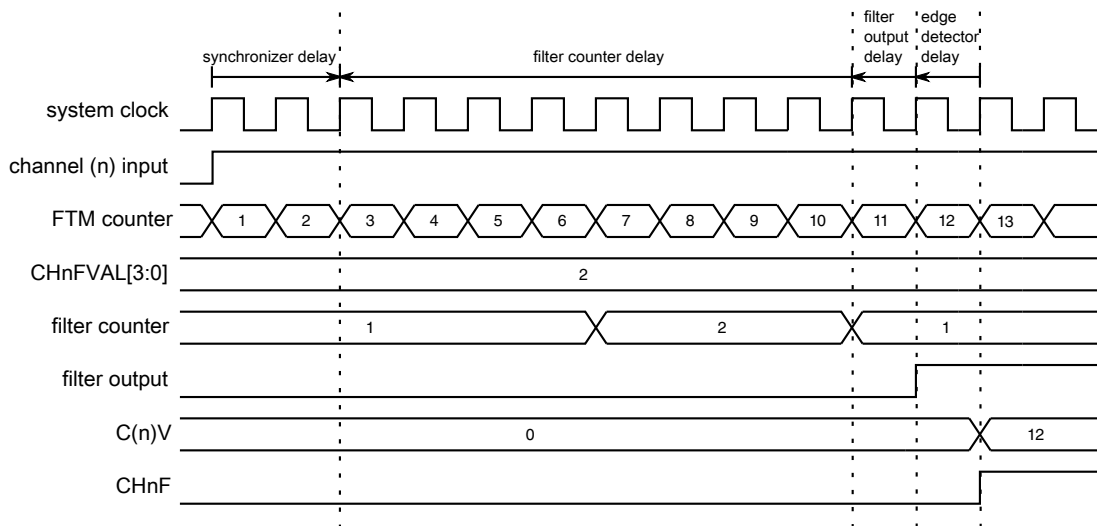 filter edge
output detector
synchronizer delay filter counter delay delay delay
system clock
channel (n) input
FTM counter 1 2 3 4 5 6 7 8 9 10 11 12 13
CHnFVAL[3:0] 2
filter counter 1 2 1
filter output
C(n)V 0 12
CHnF